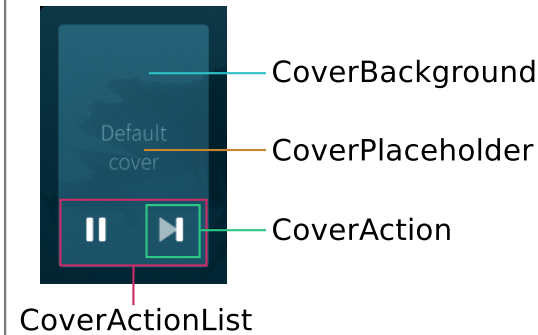 CoverBackground
Default
cover
CoverPlaceholder
CoverAction
CoverActionList